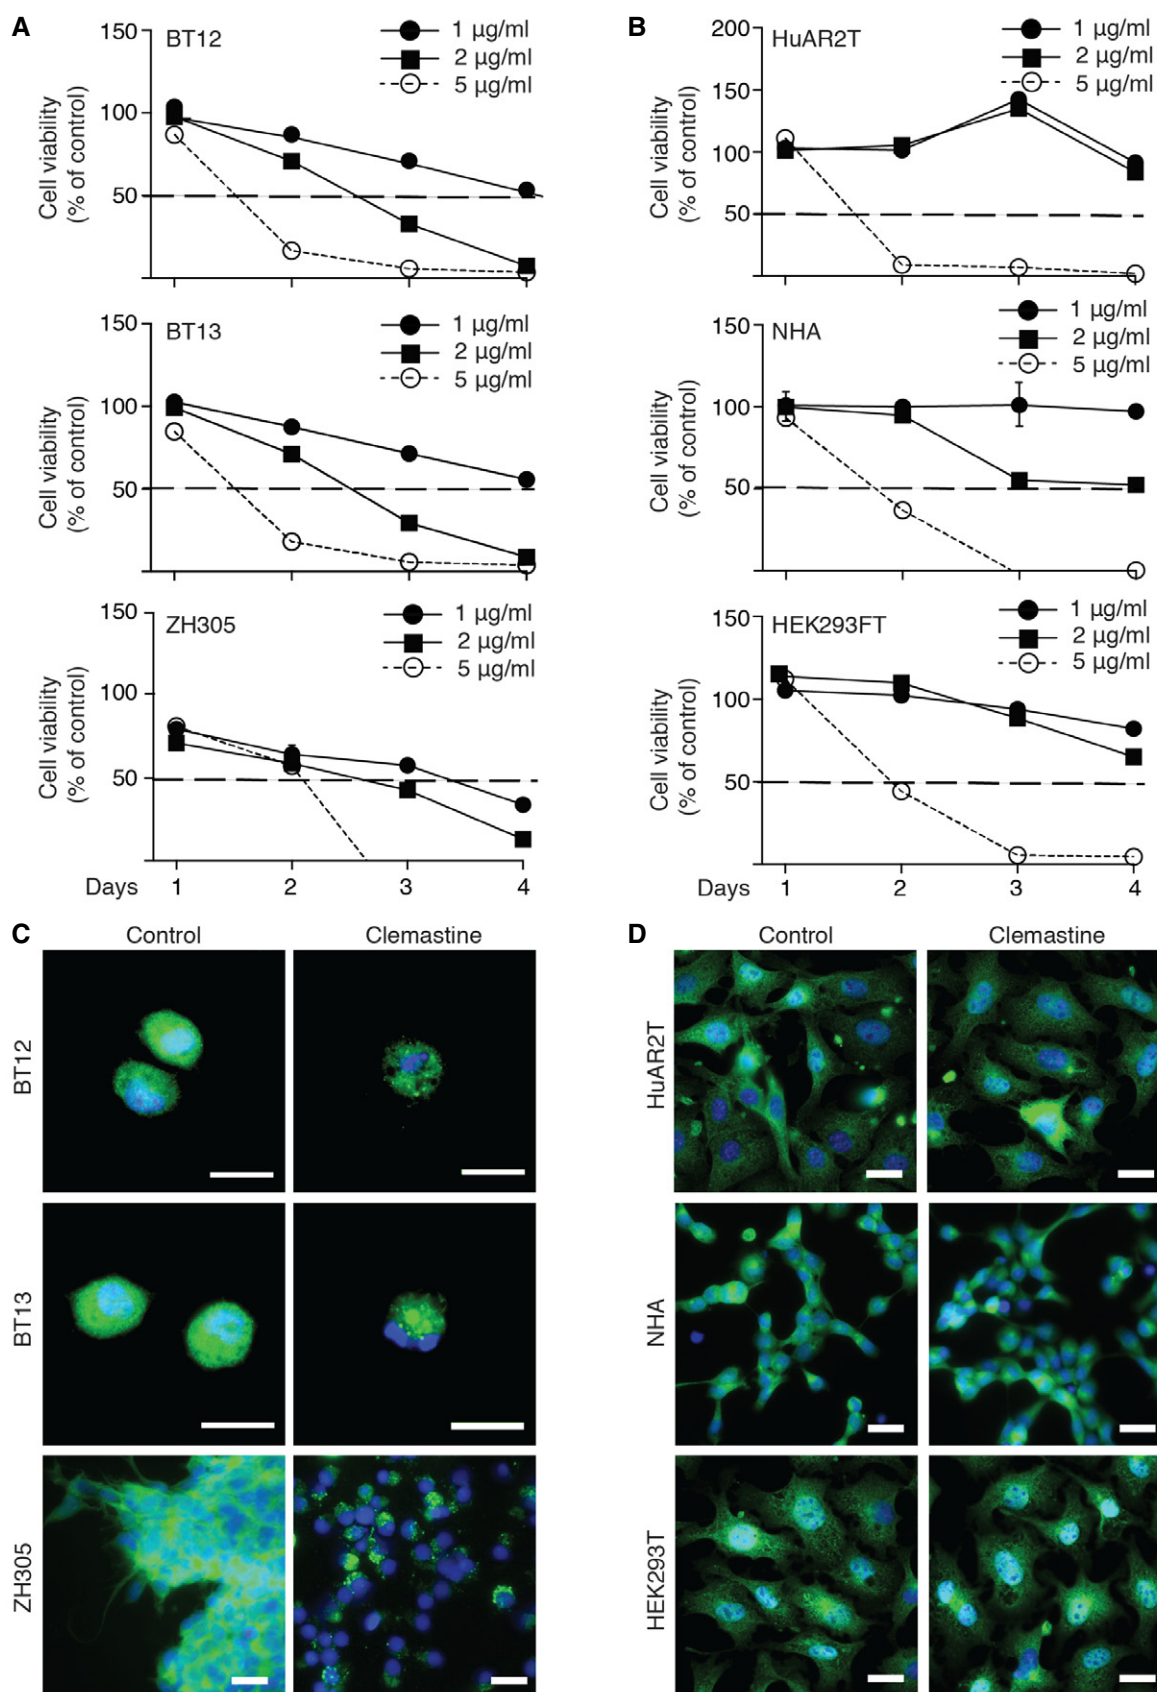 A
BT12
1 µg/ml
2 µg/ml
5 µg/ml
150
100
50
Cell viability
(% of control)
BT13
1 µg/ml
2 µg/ml
5 µg/ml
150
100
50
Cell viability
(% of control)
ZH305
1 µg/ml
2 µg/ml
5 µg/ml
150
100
50
Cell viability
(% of control)
Days 1 2 3 4
B
HuAR2T
1 µg/ml
2 µg/ml
5 µg/ml
200
150
100
50
Cell viability
(% of control)
NHA
1 µg/ml
2 µg/ml
5 µg/ml
150
100
50
Cell viability
(% of control)
HEK293FT
1 µg/ml
2 µg/ml
5 µg/ml
150
100
50
Cell viability
(% of control)
Days 1 2 3 4
C
Control Clemastine
BT12
BT13
ZH305
D
Control Clemastine
HuAR2T
NHA
HEK293T